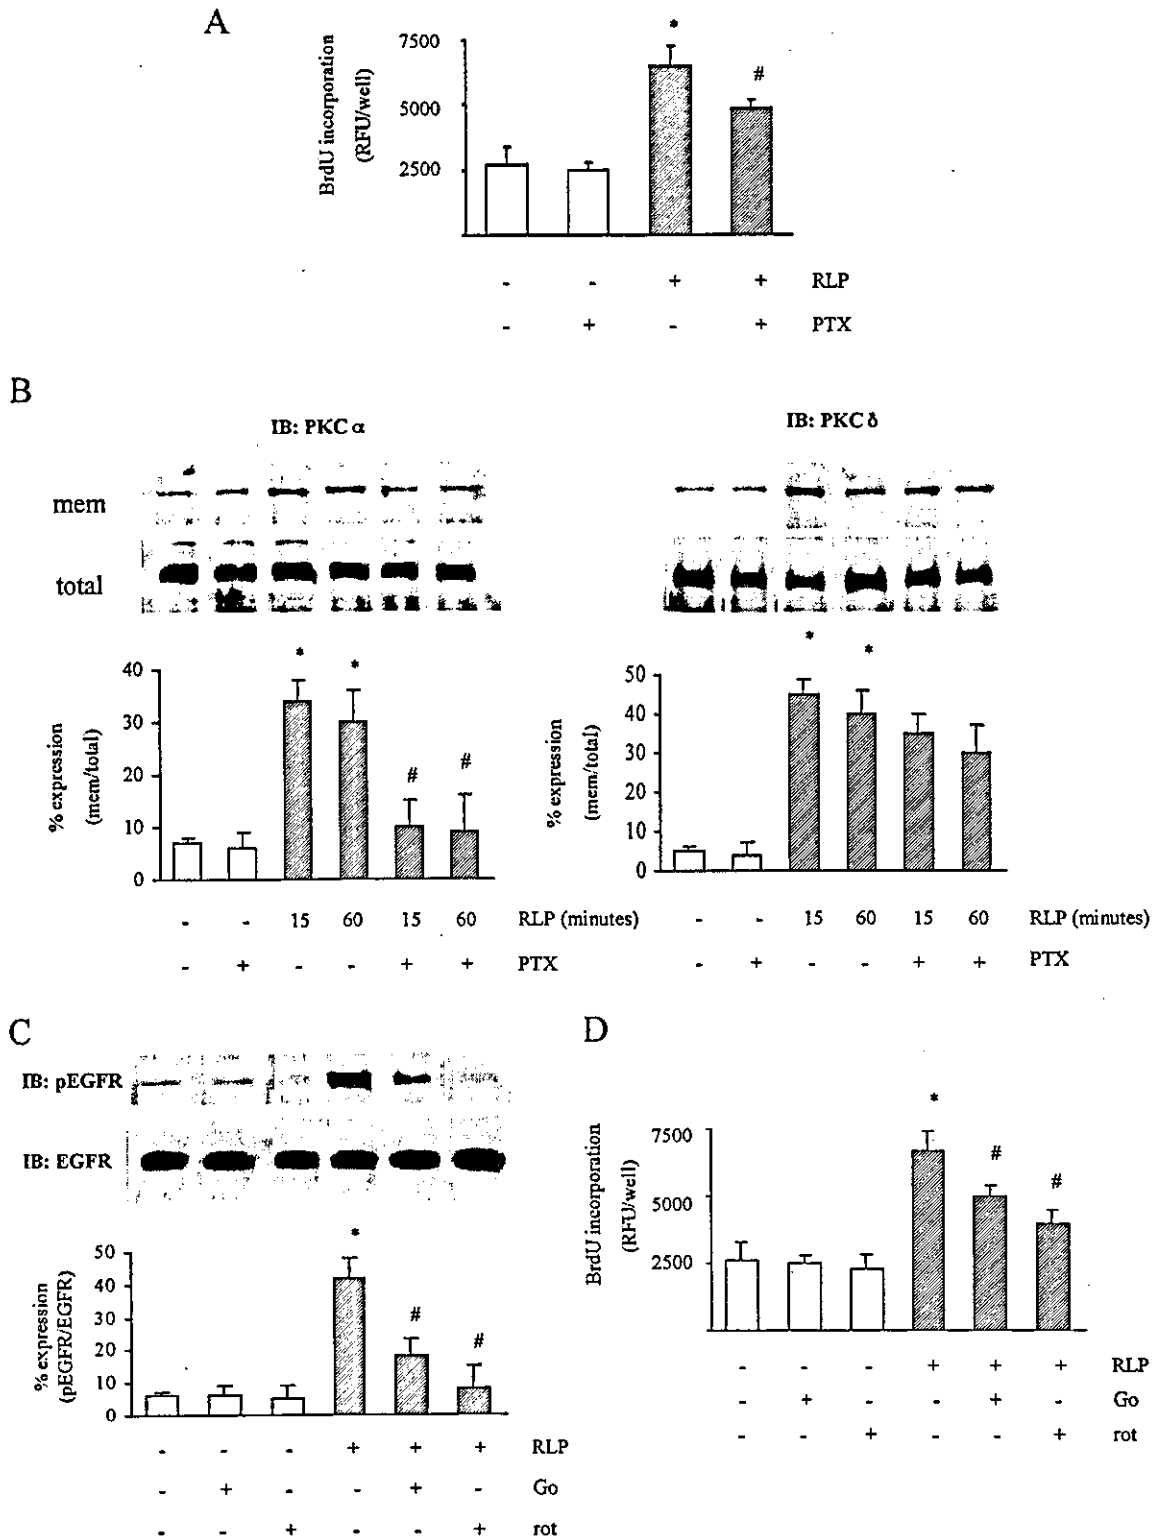 A
*
7500
#
5000
2500
BrdU incorporation
(RFU/well)
- - + + RLP
- + - + PTX
B
IB: PKC α
IB: PKC δ
mem
total
* *
40
30
20
10
0
# #
% expression
(mem/total)
- - 15 60 15 60 RLP (minutes)
- + - - + + PTX
* *
50
40
30
20
10
0
% expression
(mem/total)
- - 15 60 15 60 RLP (minutes)
- + - - + + PTX
C
IB: pEGFR
IB: EGFR
*
50
40
30
20
10
0
# #
% expression
(pEGFR/EGFR)
- - - + + + RLP
- + - - + - Go
- - + - - + rot
D
*
7500
# #
5000
2500
BrdU incorporation
(RFU/well)
- - - + + + RLP
- + - - + - Go
- - + - - + rot